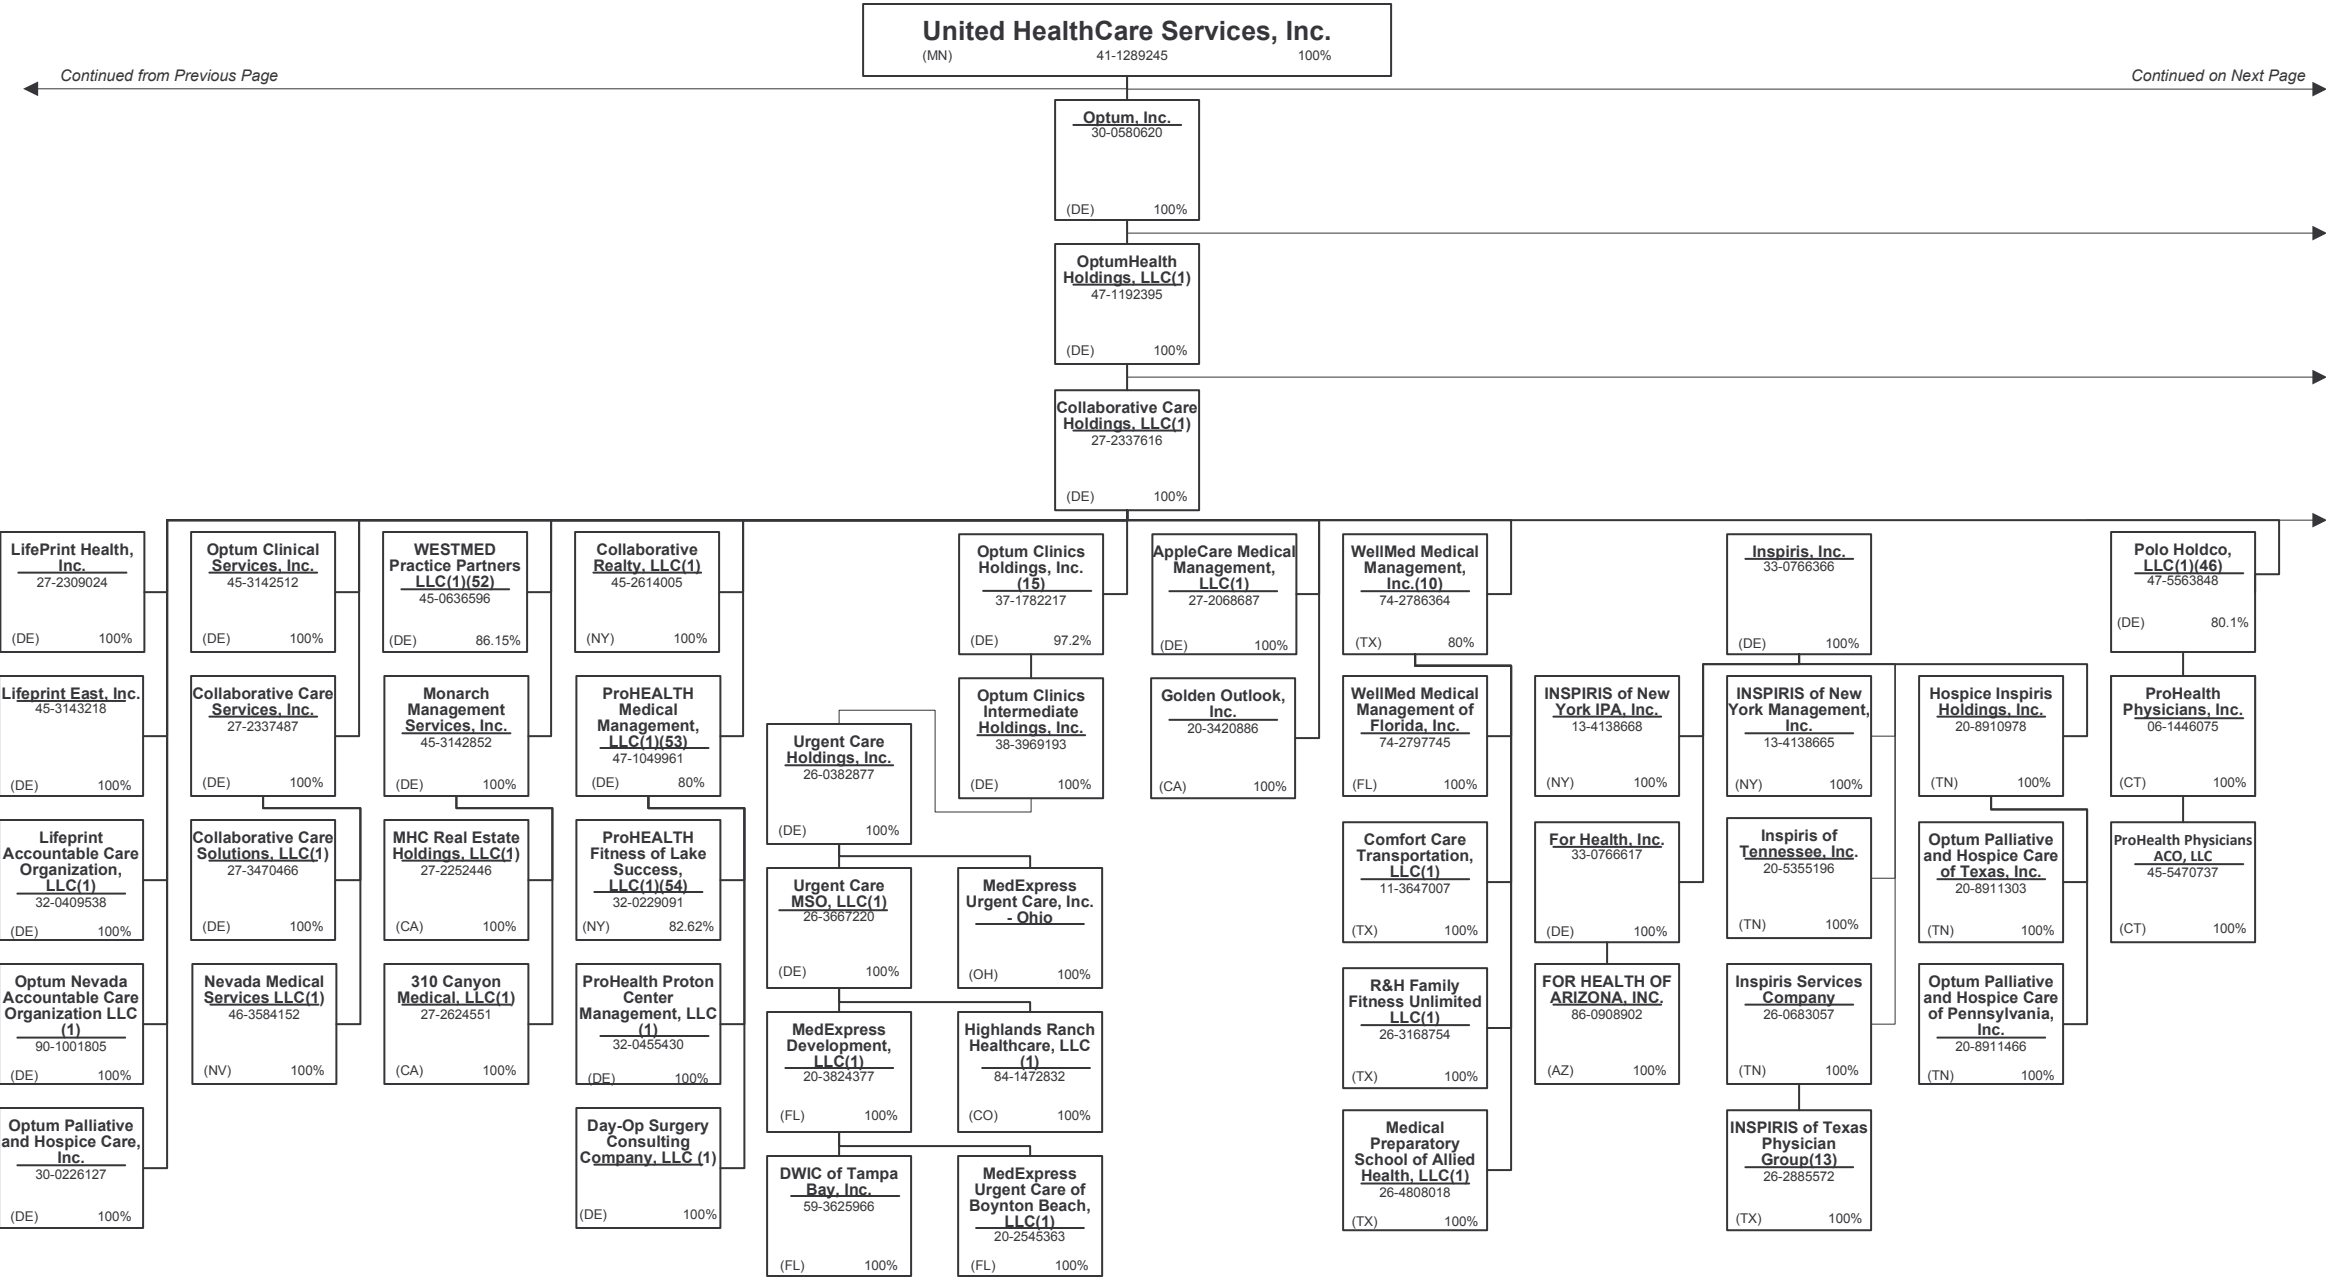 United HealthCare Services, Inc.
(MN) 41-1289245 100%
Continued from Previous Page
Continued on Next Page
Optum, Inc.
30-0580620
(DE) 100%
OptumHealth
Holdings, LLC(1)
47-1192395
(DE) 100%
Collaborative Care
Holdings, LLC(1)
27-2337616
(DE) 100%
LifePrint Health,
Inc.
27-2309024
(DE) 100%
Optum Clinical
Services, Inc.
45-3142512
(DE) 100%
WESTMED
Practice Partners
LLC(1)(52)
45-0636596
(DE) 86.15%
Collaborative
Realty, LLC(1)
45-2614005
(NY) 100%
Optum Clinics
Holdings, Inc.
(15)
37-1782217
(DE) 97.2%
AppleCare Medical
Management,
LLC(1)
27-2068687
(DE) 100%
WellMed Medical
Management,
Inc.(10)
74-2786364
(TX) 80%
Inspiris, Inc.
33-0766366
(DE) 100%
Polo Holdco,
LLC(1)(46)
47-5563848
(DE) 80.1%
Lifeprint East, Inc.
45-3143218
(DE) 100%
Collaborative Care
Services, Inc.
27-2337487
(DE) 100%
Monarch
Management
Services, Inc.
45-3142852
(DE) 100%
ProHEALTH
Medical
Management,
LLC(1)(53)
47-1049961
(DE) 80%
Urgent Care
Holdings, Inc.
26-0382877
(DE) 100%
Optum Clinics
Intermediate
Holdings, Inc.
38-3969193
(DE) 100%
Golden Outlook,
Inc.
20-3420886
(CA) 100%
WellMed Medical
Management of
Florida, Inc.
74-2797745
(FL) 100%
INSPIRIS of New
York IPA, Inc.
13-4138668
(NY) 100%
INSPIRIS of New
York Management,
Inc.
13-4138665
(NY) 100%
Hospice Inspiris
Holdings, Inc.
20-8910978
(TN) 100%
ProHealth
Physicians, Inc.
06-1446075
(CT) 100%
Lifeprint
Accountable Care
Organization,
LLC(1)
32-0409538
(DE) 100%
Collaborative Care
Solutions, LLC(1)
27-3470466
(DE) 100%
MHC Real Estate
Holdings, LLC(1)
27-2252446
(CA) 100%
ProHEALTH
Fitness of Lake
Success,
LLC(1)(54)
32-0229091
(NY) 82.62%
Urgent Care
MSO, LLC(1)
26-3667220
(DE) 100%
MedExpress
Urgent Care, Inc.
- Ohio
(OH) 100%
Comfort Care
Transportation,
LLC(1)
11-3647007
(TX) 100%
For Health, Inc.
33-0766617
(DE) 100%
Inspiris of
Tennessee, Inc.
20-5355196
(TN) 100%
Optum Palliative
and Hospice Care
of Texas, Inc.
20-8911303
(TN) 100%
ProHealth Physicians
ACO, LLC
45-5470737
(CT) 100%
Optum Nevada
Accountable Care
Organization LLC
(1)
90-1001805
(DE) 100%
Nevada Medical
Services LLC(1)
46-3584152
(NV) 100%
310 Canyon
Medical, LLC(1)
27-2624551
(CA) 100%
ProHealth Proton
Center
Management, LLC
(1)
32-0455430
(DE) 100%
MedExpress
Development,
LLC(1)
20-3824377
(FL) 100%
Highlands Ranch
Healthcare, LLC
(1)
84-1472832
(CO) 100%
R&H Family
Fitness Unlimited
LLC(1)
26-3168754
(TX) 100%
FOR HEALTH OF
ARIZONA, INC.
86-0908902
(AZ) 100%
Inspiris Services
Company
26-0683057
(TN) 100%
Optum Palliative
and Hospice Care
of Pennsylvania,
Inc.
20-8911466
(TN) 100%
Optum Palliative
and Hospice Care,
Inc.
30-0226127
(DE) 100%
Day-Op Surgery
Consulting
Company, LLC (1)
(DE) 100%
DWIC of Tampa
Bay, Inc.
59-3625966
(FL) 100%
MedExpress
Urgent Care of
Boynton Beach,
LLC(1)
20-2545363
(FL) 100%
Medical
Preparatory
School of Allied
Health, LLC(1)
26-4808018
(TX) 100%
INSPIRIS of Texas
Physician
Group(13)
26-2885572
(TX) 100%